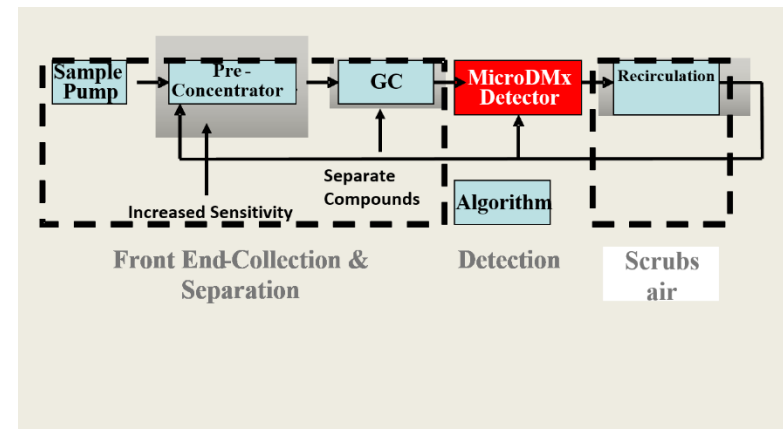 Sample
Pump
Pre-
Concentrator
GC
MicroDMx
Detector
Recirculation
Increased Sensitivity
Separate
Compounds
Algorithm
Front End-Collection &
Separation
Detection
Scrubs
air